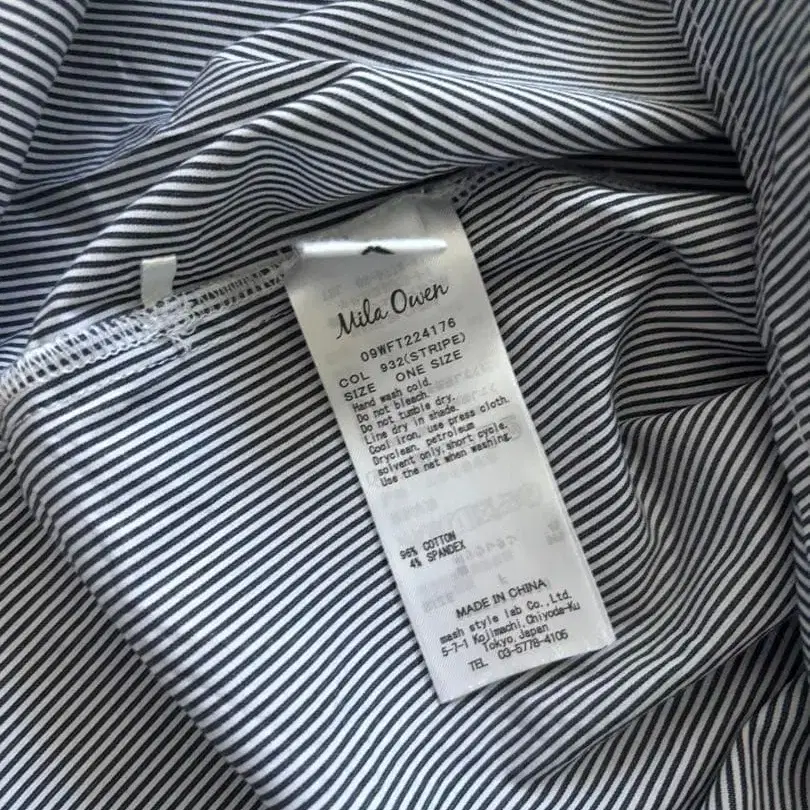 Mila Owen
09WFT224176
COL 932(STRIPE)
SIZE ONE SIZE
Hand wash cold.
Do not bleach.
Do not tumble dry.
Line dry in shade.
Cool iron, use press cloth.
Dryclean, petroleum
solvent only, short cycle.
Use the net when washing.
96% COTTON
4% SPANDEX
MADE IN CHINA
mash style lab Co.,Ltd.
5-7-1 Kojimachi,Chiyoda-Ku
Tokyo,Japan
TEL 03-5778-4105